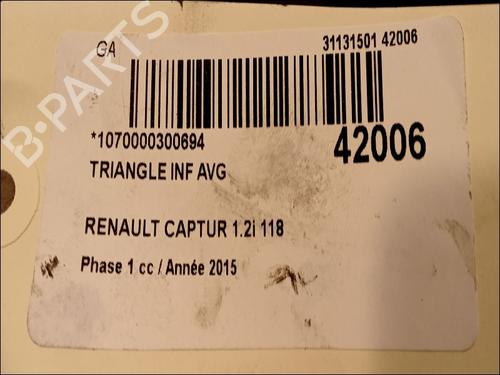 GA
31131501 42006
*1070000300694
42006
TRIANGLE INF AVG
RENAULT CAPTUR 1.2i 118
Phase 1 cc / Année 2015
B-PARTS